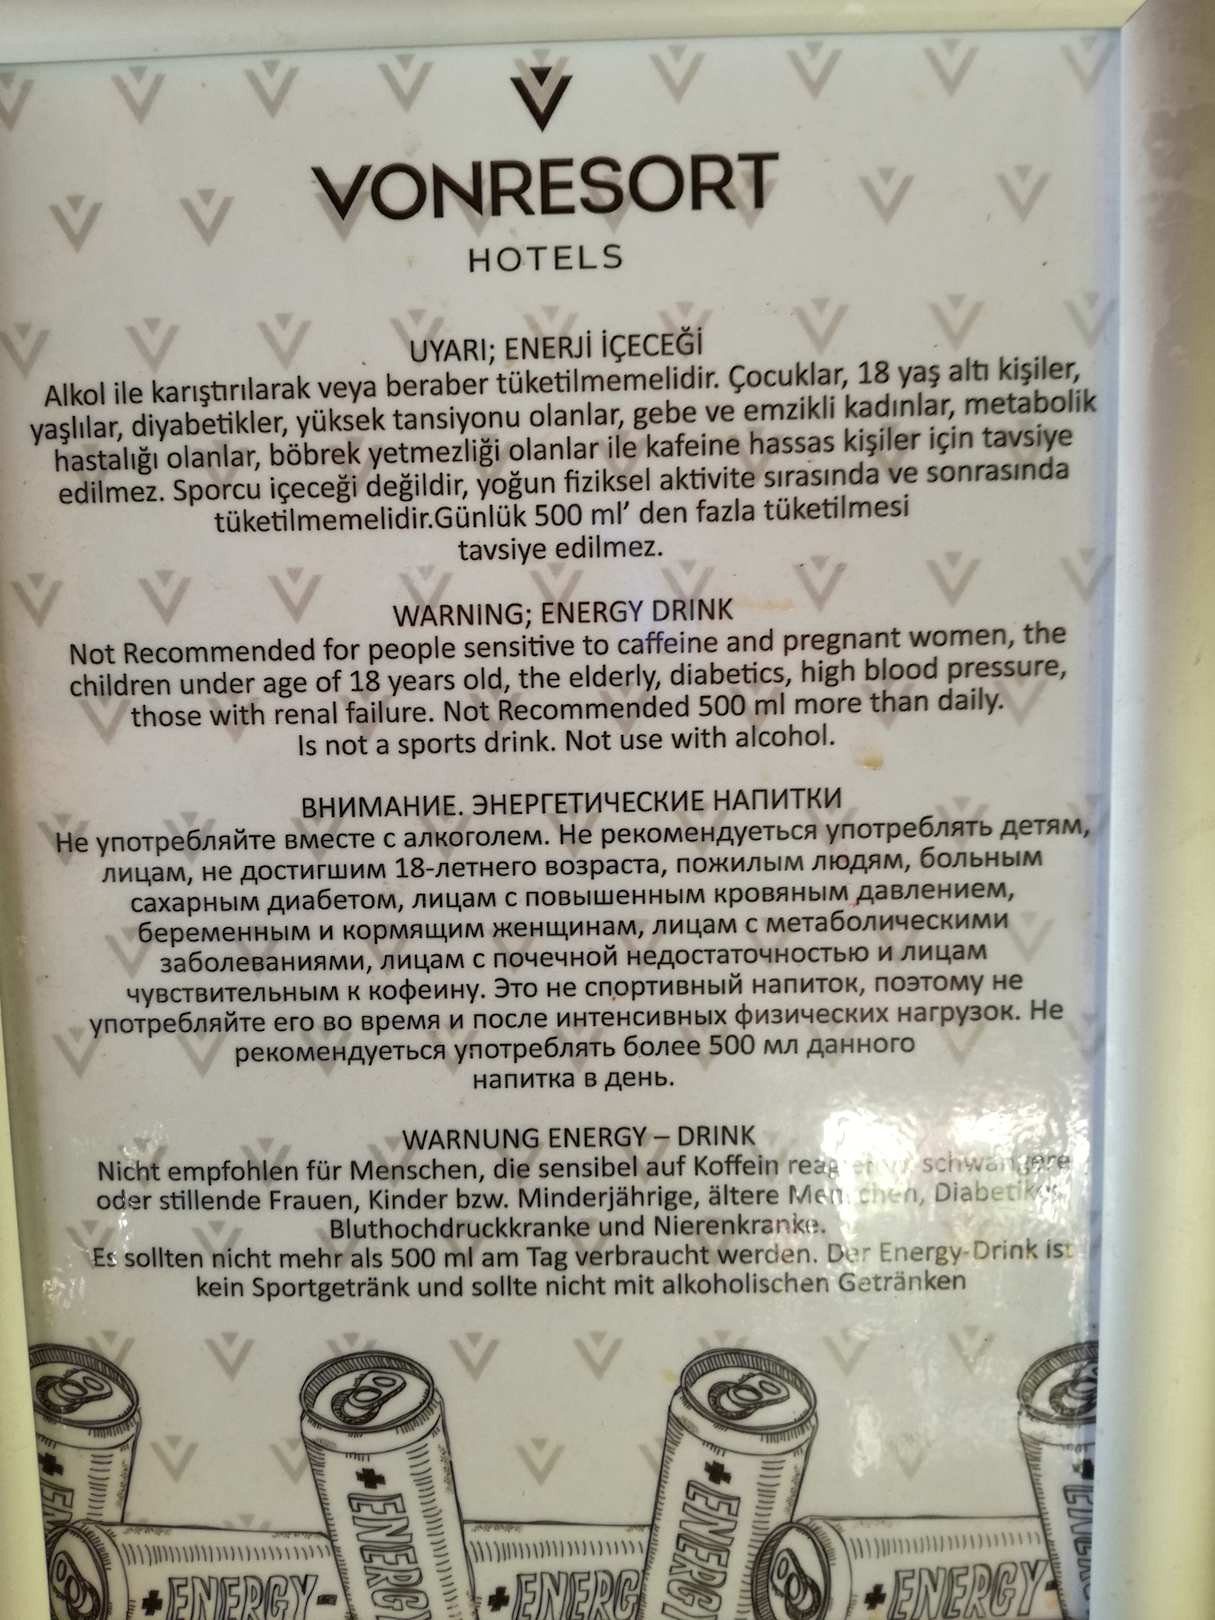 VONRESORT
HOTELS
UYARI; ENERJİ İÇECEĞİ
Alkol ile karıştırılarak veya beraber tüketilmemelidir. Çocuklar, 18 yaş altı kişiler,
yaşlılar, diyabetikler, yüksek tansiyonu olanlar, gebe ve emzikli kadınlar, metabolik
hastalığı olanlar, böbrek yetmezliği olanlar ile kafeine hassas kişiler için tavsiye
edilmez. Sporcu içeceği değildir, yoğun fiziksel aktivite sırasında ve sonrasında
tüketilmemelidir.Günlük 500 ml’ den fazla tüketilmesi
tavsiye edilmez.
WARNING; ENERGY DRINK
Not Recommended for people sensitive to caffeine and pregnant women, the
children under age of 18 years old, the elderly, diabetics, high blood pressure,
those with renal failure. Not Recommended 500 ml more than daily.
Is not a sports drink. Not use with alcohol.
ВНИМАНИЕ. ЭНЕРГЕТИЧЕСКИЕ НАПИТКИ
Не употребляйте вместе с алкоголем. Не рекомендуеться употреблять детям,
лицам, не достигшим 18-летнего возраста, пожилым людям, больным
сахарным диабетом, лицам с повышенным кровяным давлением,
беременным и кормящим женщинам, лицам с метаболическими
заболеваниями, лицам с почечной недостаточностью и лицам
чувствительным к кофеину. Это не спортивный напиток, поэтому не
употребляйте его во время и после интенсивных физических нагрузок. Не
рекомендуеться употреблять более 500 мл данного
напитка в день.
WARNUNG ENERGY – DRINK
Nicht empfohlen für Menschen, die sensibel auf Koffein schwangere
oder stillende Frauen, Kinder bzw. Minderjährige, ältere Menschen, Diabetiker,
Bluthochdruckkranke und Nierenkranke.
Es sollten nicht mehr als 500 ml am Tag verbraucht werden. Der Energy-Drink ist
kein Sportgetränk und sollte nicht mit alkoholischen Getränken
+ENERGY
+ENERGY
+ENERGY-
+ENERG
+ENERGY-